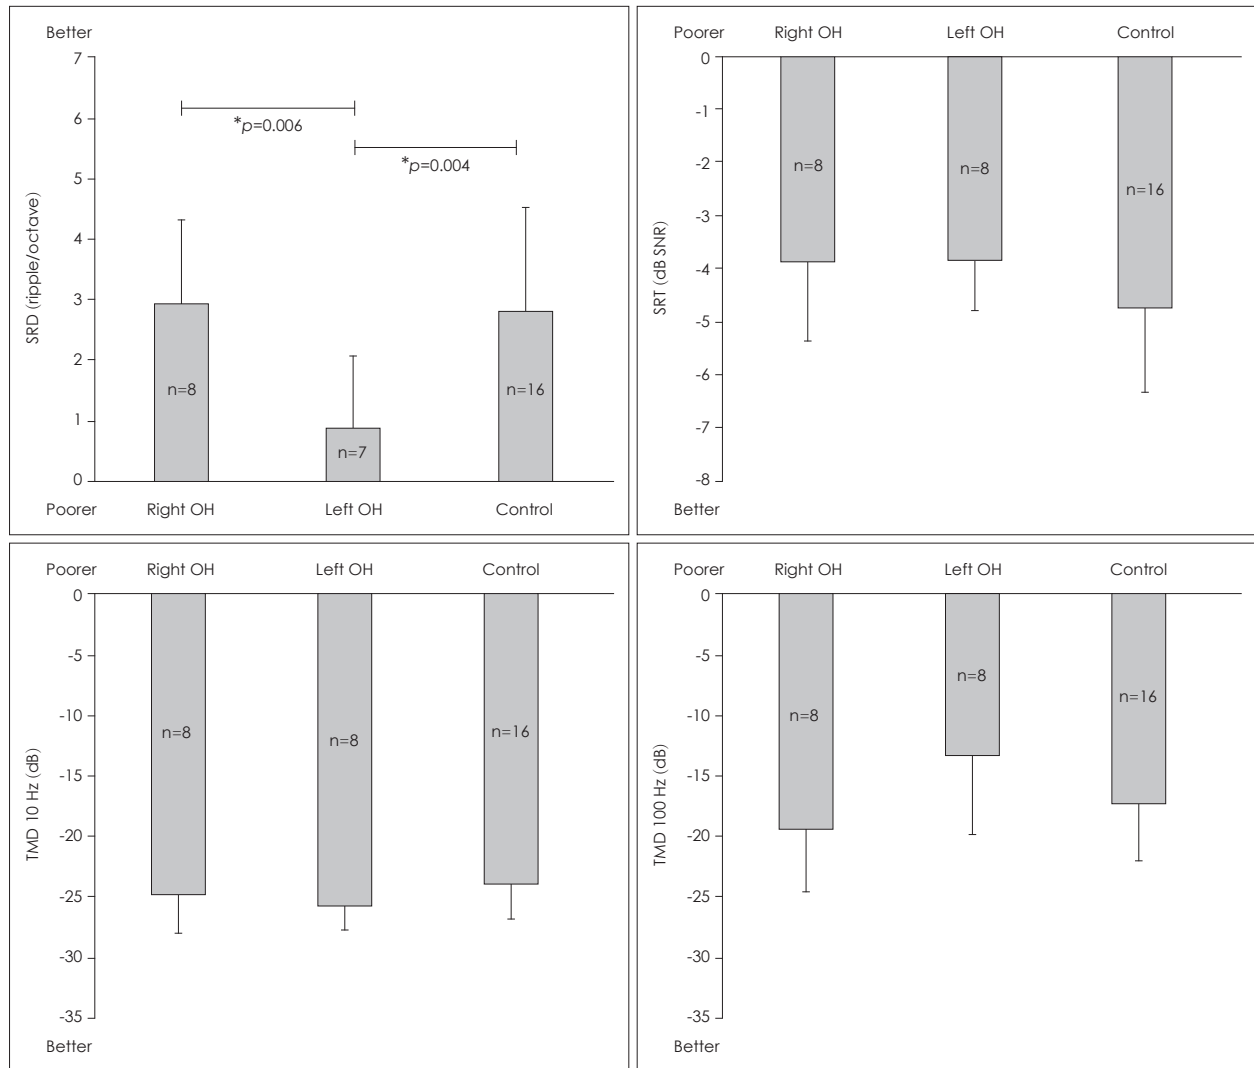 Better
7
6
5
4
3
2
1
0
SRD (ripple/octave)
*p=0.006
*p=0.004
n=8
n=7
n=16
Poorer Right OH Left OH Control
Poorer Right OH Left OH Control
0
-1
-2
-3
-4
-5
-6
-7
-8
SRT (dB SNR)
n=8
n=8
n=16
Better
Poorer Right OH Left OH Control
0
-5
-10
-15
-20
-25
-30
-35
TMD 10 Hz (dB)
n=8
n=8
n=16
Better
Poorer Right OH Left OH Control
0
-5
-10
-15
-20
-25
-30
-35
TMD 100 Hz (dB)
n=8
n=8
n=16
Better